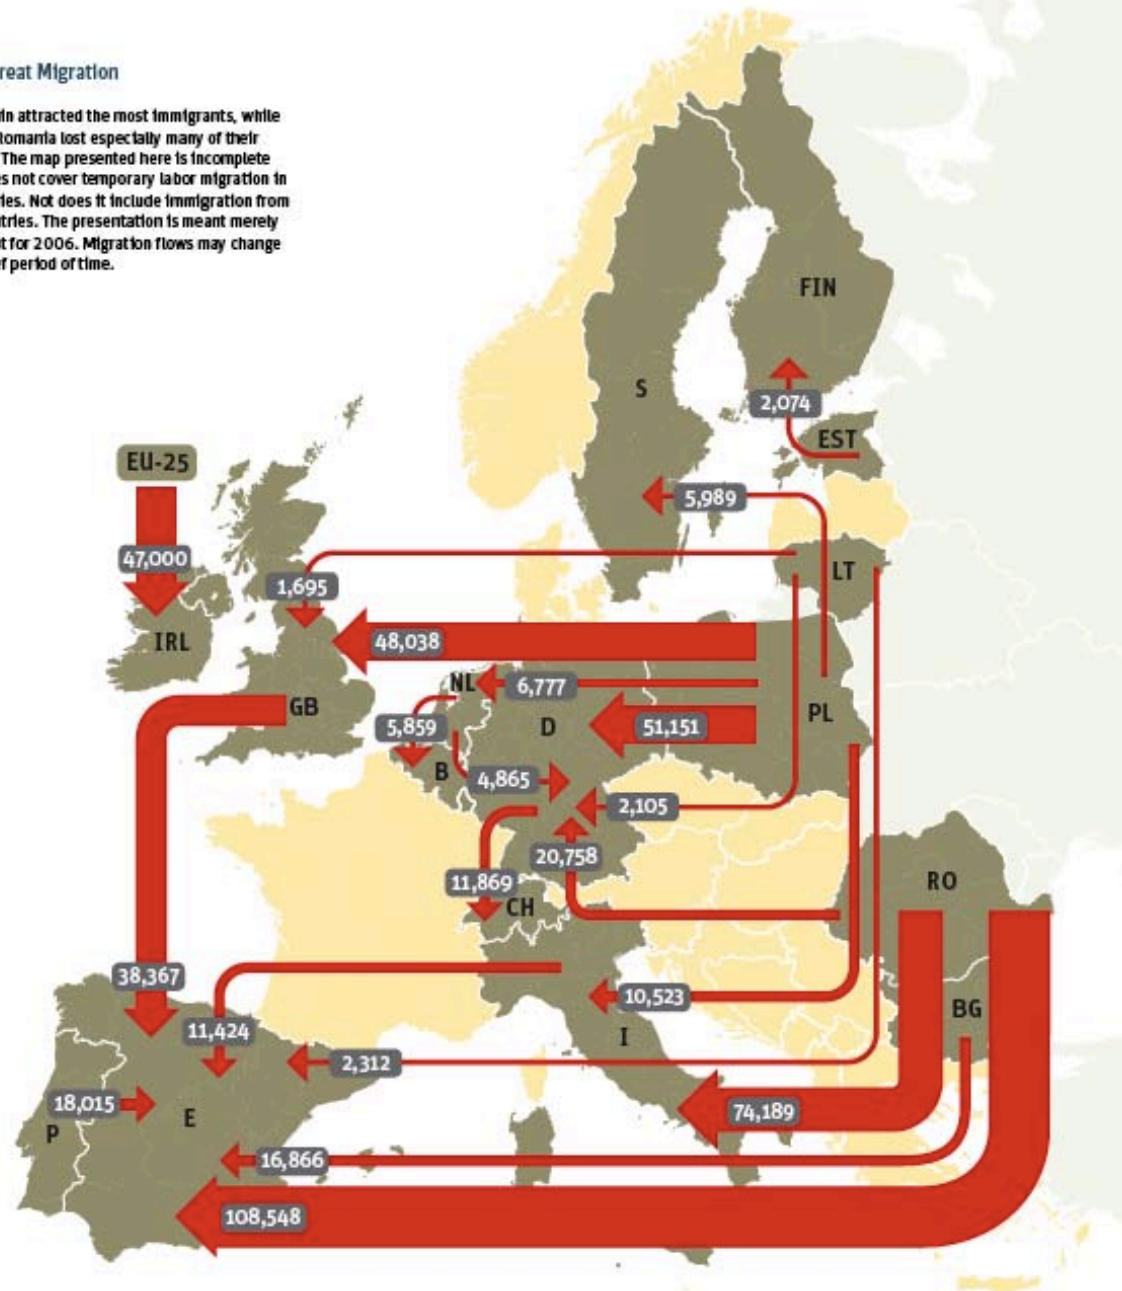 reat Migration
in attracted the most immigrants, while
Romania lost especially many of their
The map presented here is incomplete
es not cover temporary labor migration in
ies. Not does it include immigration from
tries. The presentation is meant merely
t for 2006. Migration flows may change
f period of time.
FIN
S
2,074
EST
EU-25
5,989
47,000
LT
1,695
IRL
48,038
NL
6,777
GB
PL
5,859
D
51,151
B
4,865
2,105
20,758
11,869
RO
CH
38,367
10,523
BG
11,424
I
2,312
18,015
74,189
E
P
16,866
108,548